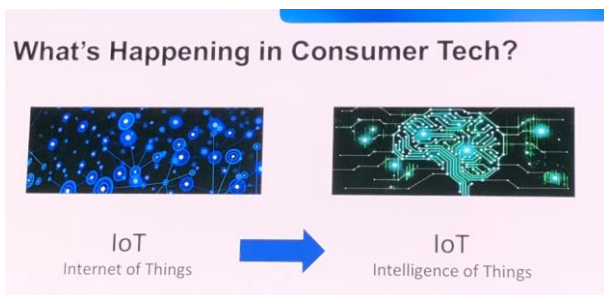 What's Happening in Consumer Tech?
IoT
Internet of Things
IoT
Intelligence of Things